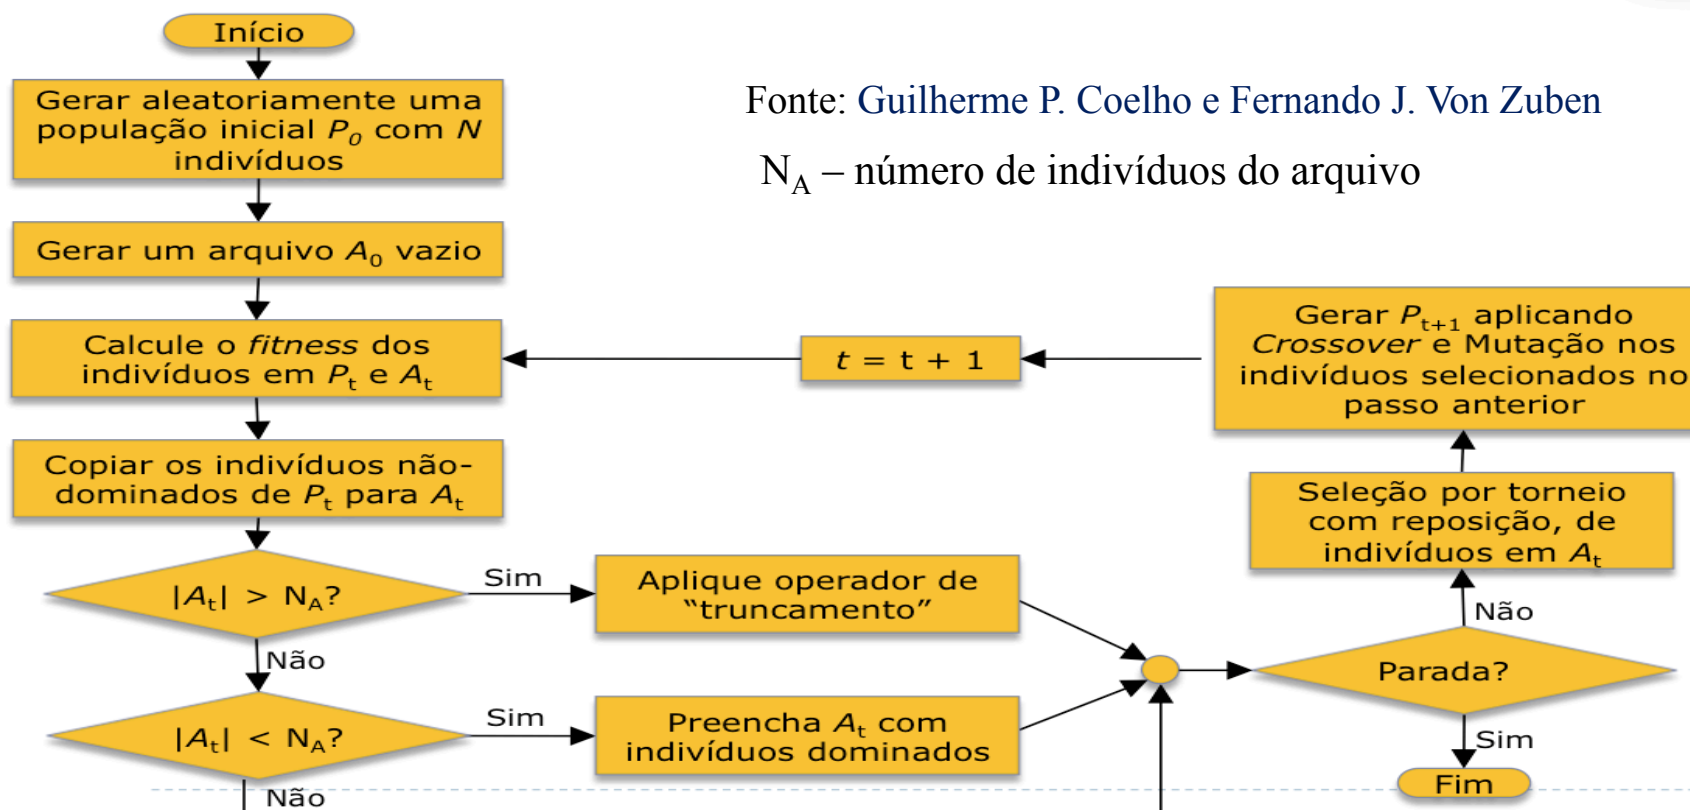 Início
Gerar aleatoriamente uma
população inicial P0 com N
indivíduos
Fonte: Guilherme P. Coelho e Fernando J. Von Zuben
NA – número de indivíduos do arquivo
Gerar um arquivo A0 vazio
Calcule o fitness dos
indivíduos em Pt e At
t = t + 1
Gerar Pt+1 aplicando
Crossover e Mutação nos
indivíduos selecionados no
passo anterior
Copiar os indivíduos não-
dominados de Pt para At
Seleção por torneio
com reposição, de
indivíduos em At
|At| > NA?
Sim
Aplique operador de
“truncamento”
Não
Não
Parada?
|At| < NA?
Sim
Preencha At com
indivíduos dominados
Sim
Fim
Não